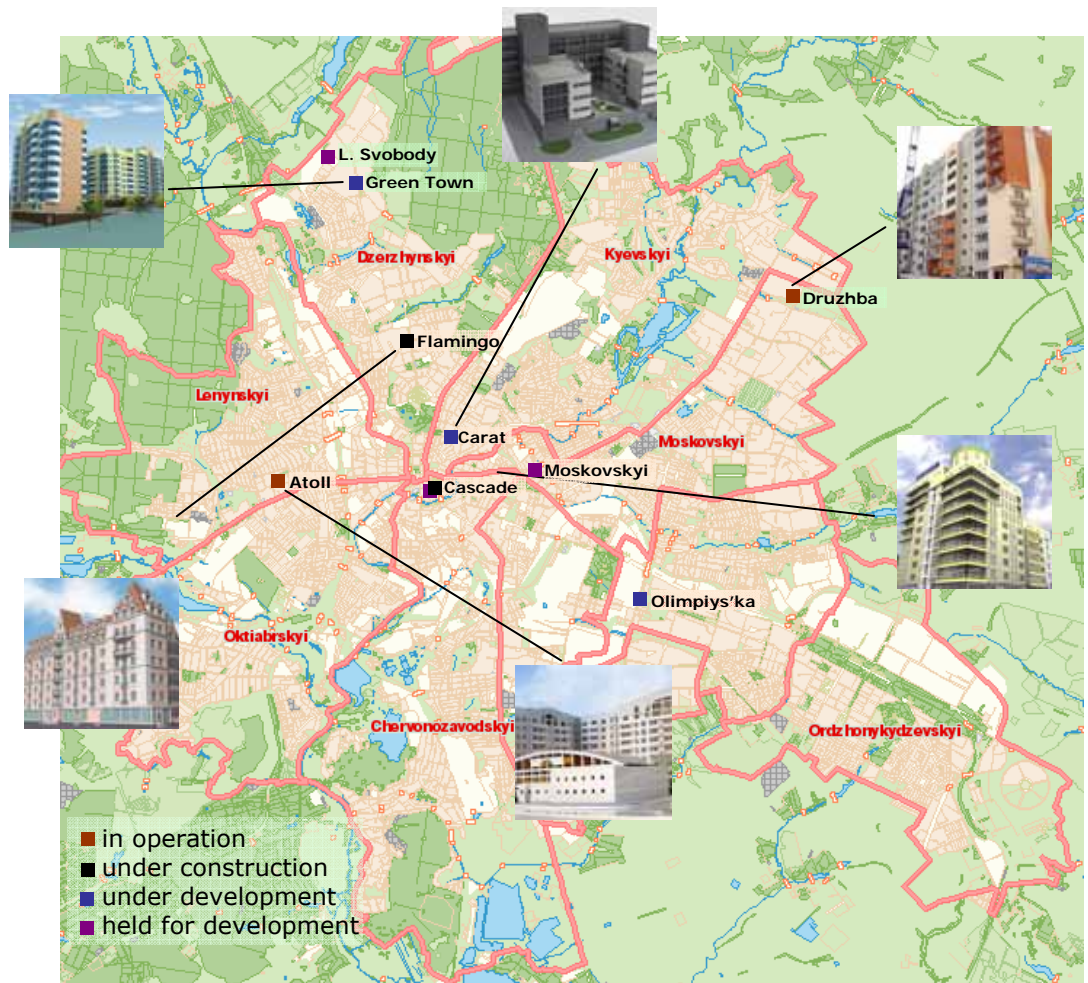 L. Svobody
Green Town
Dzerzhynskyi
Kyevskyi
Druzhba
Flamingo
Lenynskyi
Carat
Moskovskyi
Moskovskyi
Atoll
Cascade
Olimpiys'ka
Oktiabrskyi
Chervonozavodskyi
Ordzhonykydzevskyi
in operation
under construction
under development
held for development